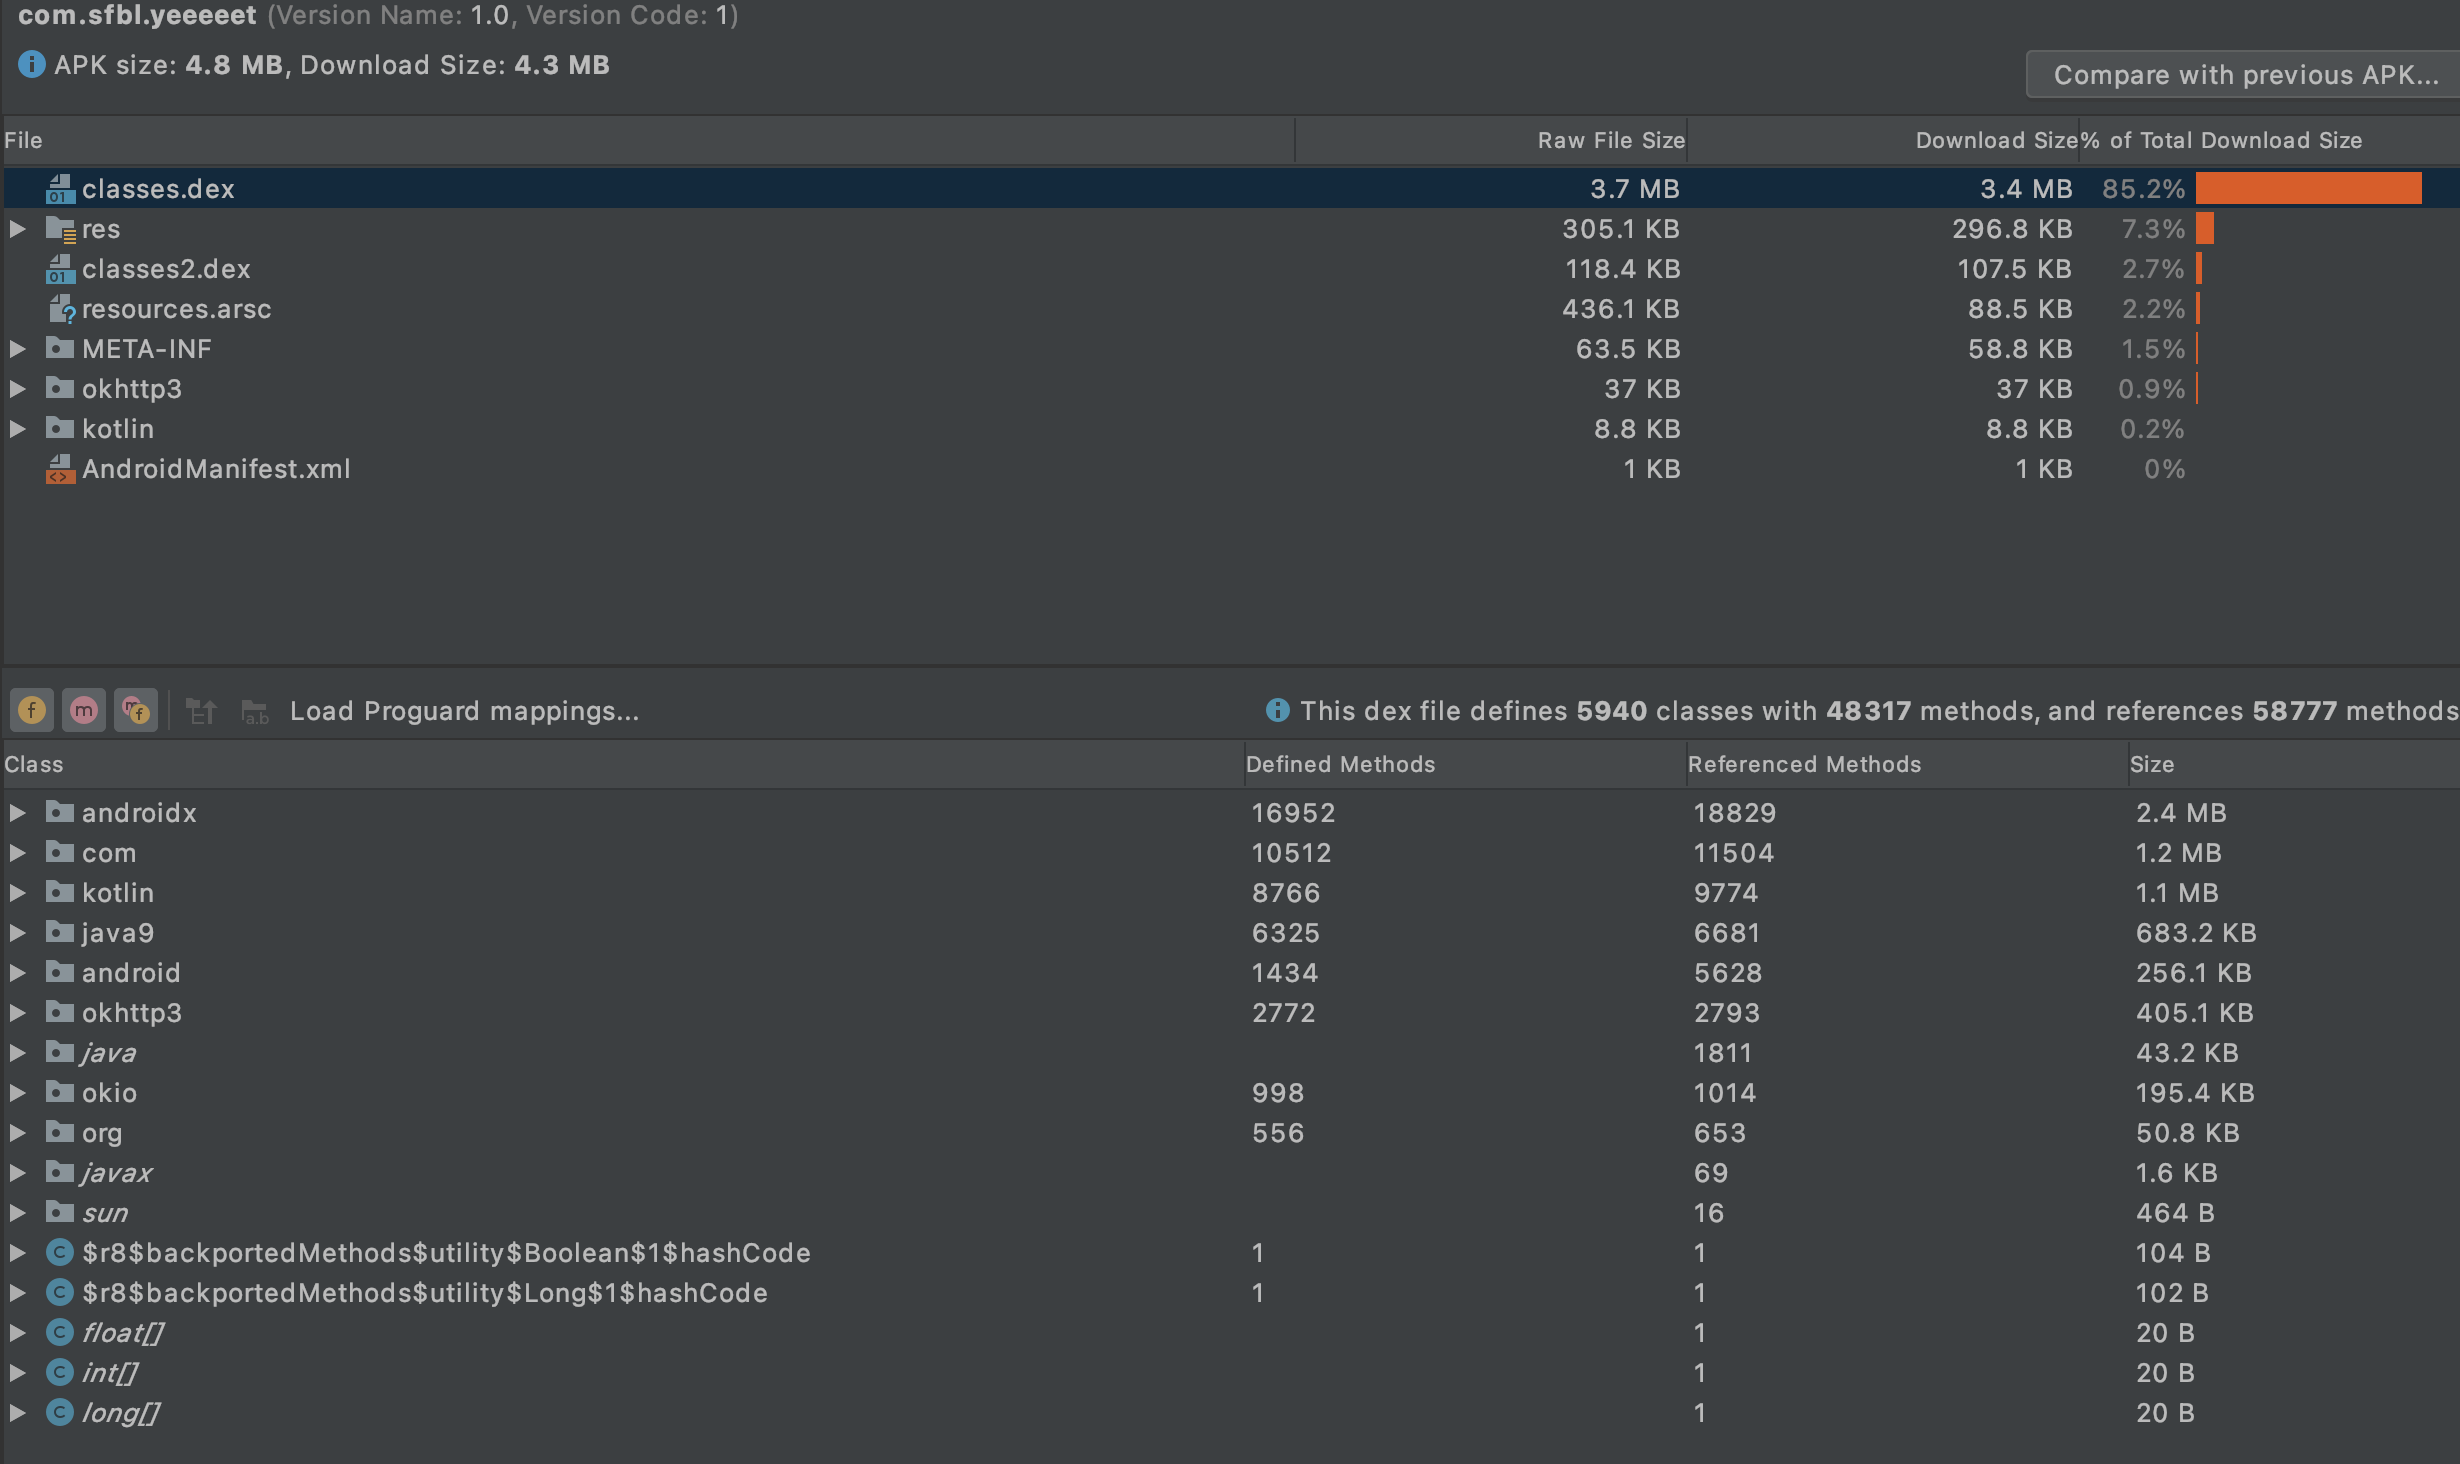 com.sfbl.yeeeeet (Version Name: 1.0, Version Code: 1)
APK size: 4.8 MB, Download Size: 4.3 MB
Compare with previous APK...
File Raw File Size Download Size % of Total Download Size
classes.dex 3.7 MB 3.4 MB 85.2%
res 305.1 KB 296.8 KB 7.3%
classes2.dex 118.4 KB 107.5 KB 2.7%
resources.arsc 436.1 KB 88.5 KB 2.2%
META-INF 63.5 KB 58.8 KB 1.5%
okhttp3 37 KB 37 KB 0.9%
kotlin 8.8 KB 8.8 KB 0.2%
AndroidManifest.xml 1 KB 1 KB 0%
Load Proguard mappings... This dex file defines 5940 classes with 48317 methods, and references 58777 methods
Class Defined Methods Referenced Methods Size
androidx 16952 18829 2.4 MB
com 10512 11504 1.2 MB
kotlin 8766 9774 1.1 MB
java9 6325 6681 683.2 KB
android 1434 5628 256.1 KB
okhttp3 2772 2793 405.1 KB
java 1811 43.2 KB
okio 998 1014 195.4 KB
org 556 653 50.8 KB
javax 69 1.6 KB
sun 16 464 B
$r8$backportedMethods$utility$Boolean$1$hashCode 1 1 104 B
$r8$backportedMethods$utility$Long$1$hashCode 1 1 102 B
float[] 1 20 B
int[] 1 20 B
long[] 1 20 B